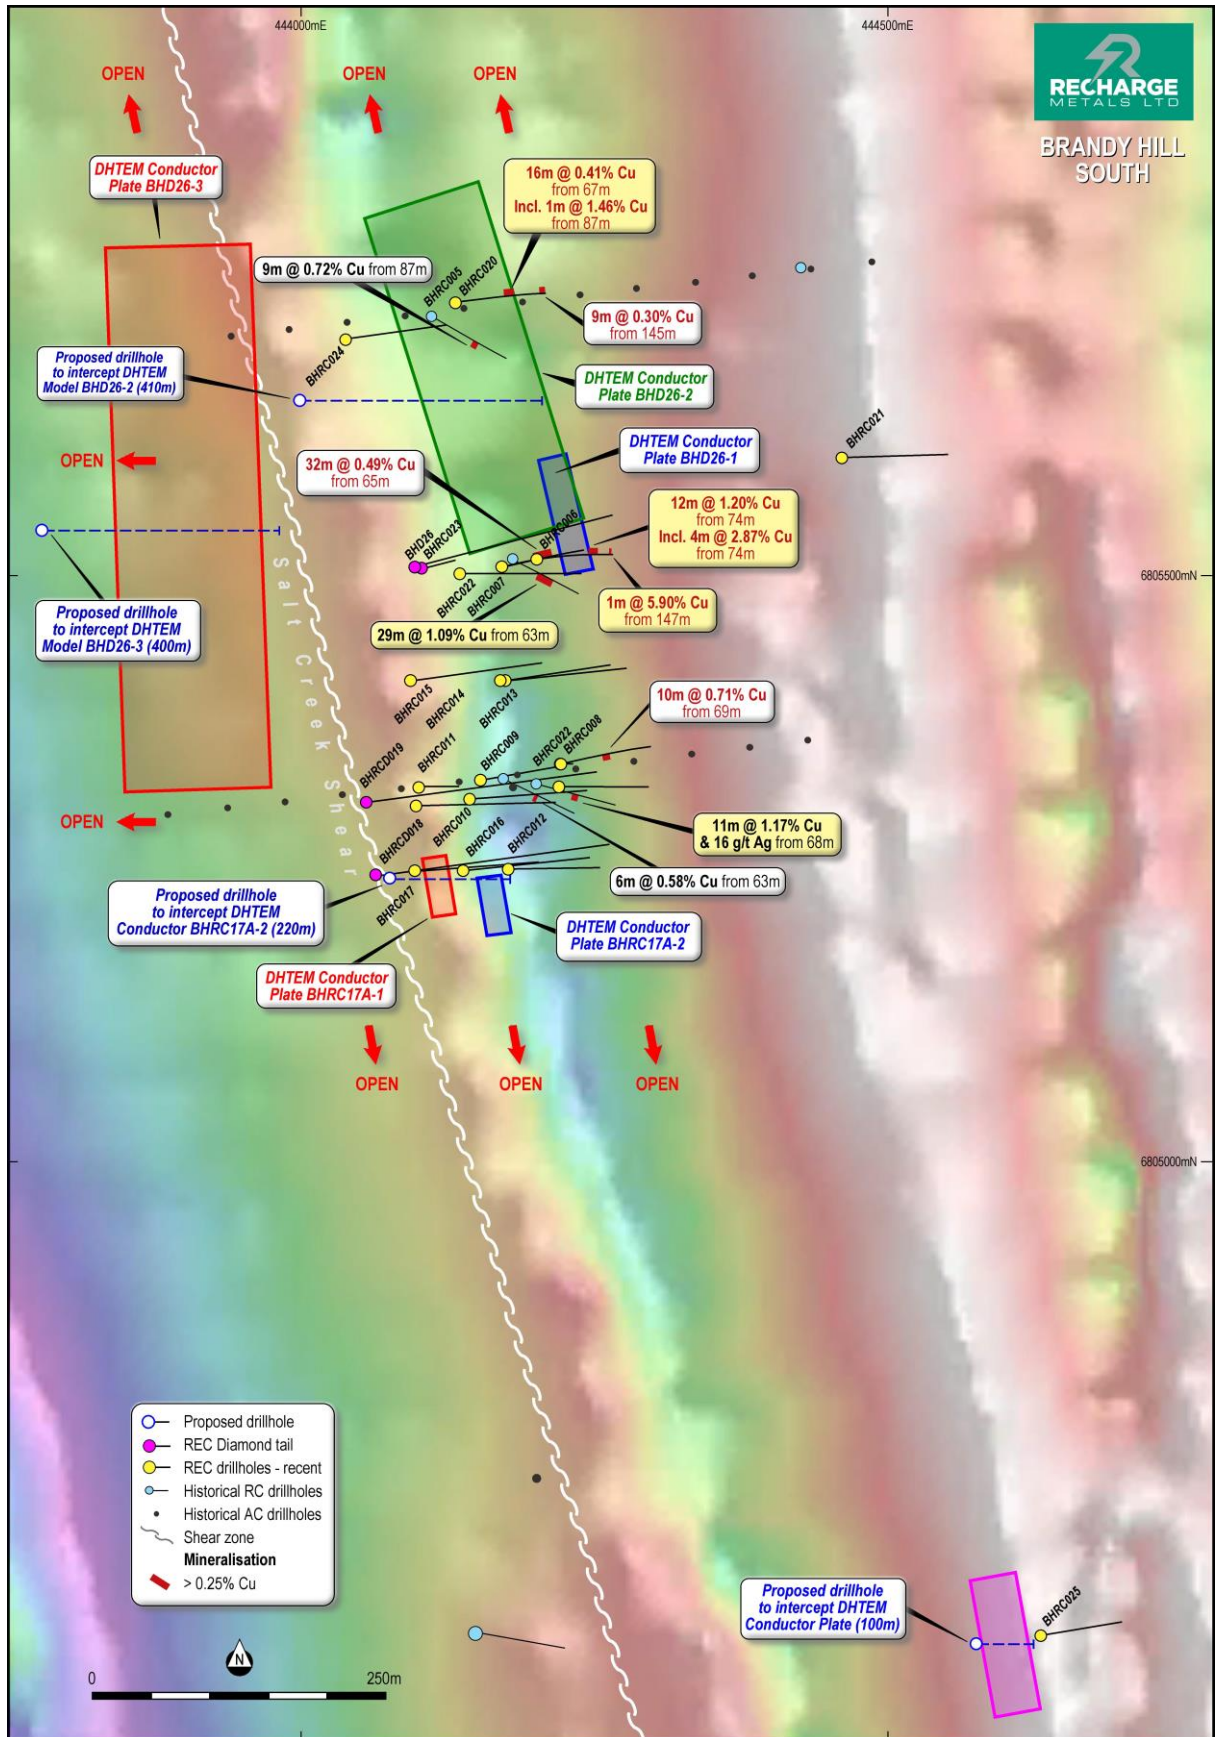 444000mE
444500mE
RECHARGE
METALS LTD
BRANDY HILL
SOUTH
OPEN
OPEN
OPEN
DHTEM Conductor
Plate BHD26-3
16m @ 0.41% Cu
from 67m
Incl. 1m @ 1.46% Cu
from 87m
9m @ 0.72% Cu from 87m
BHRC005
BHRC020
9m @ 0.30% Cu
from 145m
BHRC024
Proposed drillhole
to intercept DHTEM
Model BHD26-2 (410m)
DHTEM Conductor
Plate BHD26-2
OPEN
32m @ 0.49% Cu
from 65m
DHTEM Conductor
Plate BHD26-1
BHRC021
12m @ 1.20% Cu
from 74m
Incl. 4m @ 2.87% Cu
from 74m
BHD26
BHRC023
BHRC006
BHRC022
BHRC007
6805500mN
1m @ 5.90% Cu
from 147m
Proposed drillhole
to intercept DHTEM
Model BHD26-3 (400m)
29m @ 1.09% Cu from 63m
Salt Creek Shear
BHRC015
BHRC014
BHRC013
10m @ 0.71% Cu
from 69m
BHRCD019
BHRC011
BHRC009
BHRC022
BHRC008
OPEN
11m @ 1.17% Cu
& 16 g/t Ag from 68m
BHRCD018
BHRC010
BHRC016
BHRC012
6m @ 0.58% Cu from 63m
BHRC017
Proposed drillhole
to intercept DHTEM
Conductor BHRC17A-2 (220m)
DHTEM Conductor
Plate BHRC17A-2
DHTEM Conductor
Plate BHRC17A-1
OPEN
OPEN
OPEN
6805000mN
Proposed drillhole
REC Diamond tail
REC drillholes - recent
Historical RC drillholes
Historical AC drillholes
Shear zone
Mineralisation
> 0.25% Cu
Proposed drillhole
to intercept DHTEM
Conductor Plate (100m)
BHRC025
N
0
250m